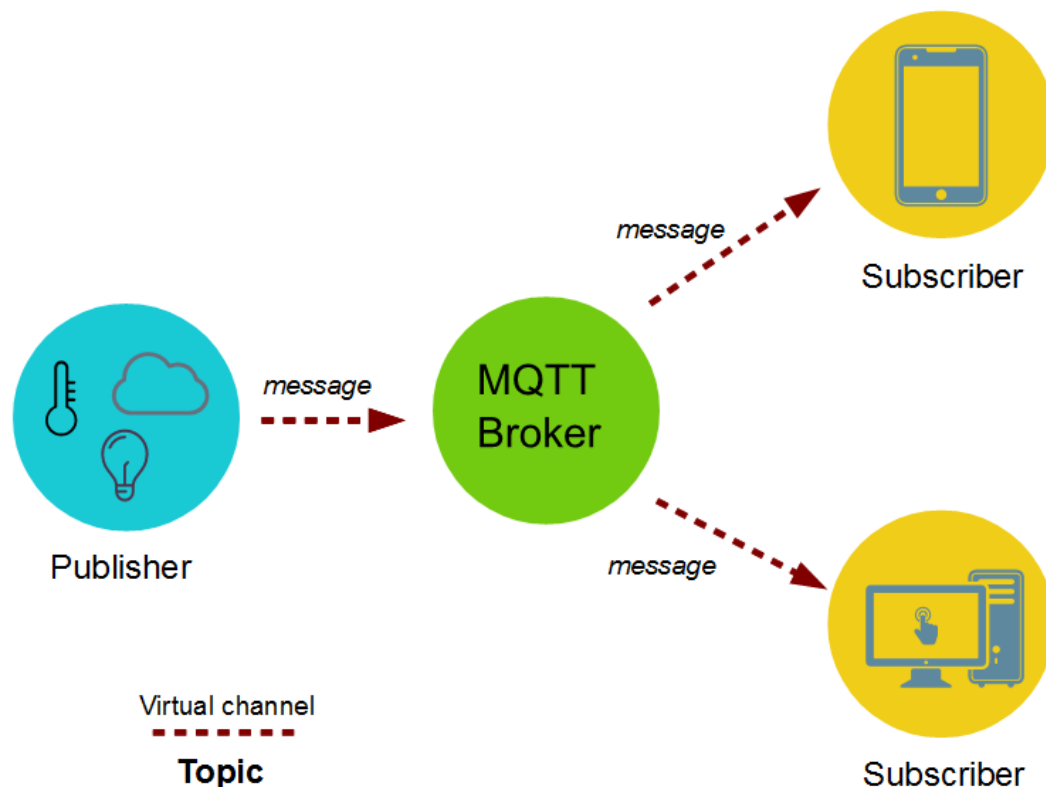 message
Subscriber
message
MQTT
Broker
Publisher
message
Virtual channel
Topic
Subscriber